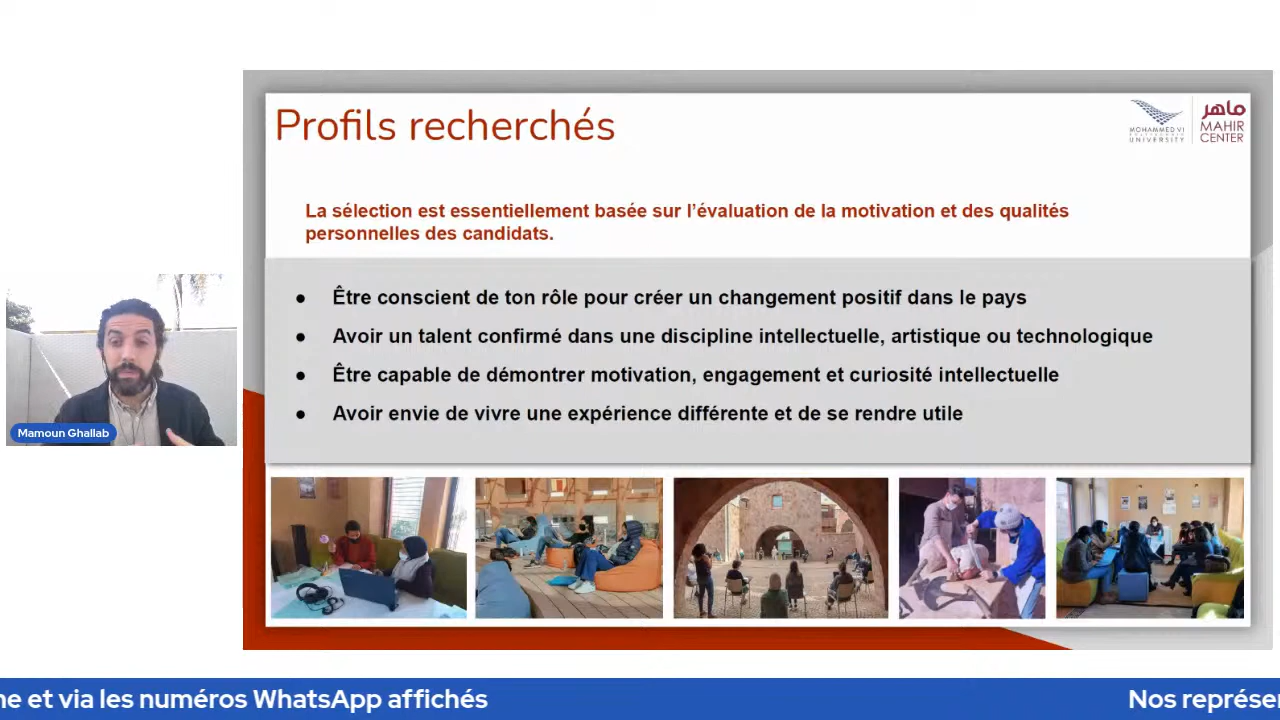 Profils recherchés
MOHAMMED VI
POLYTECHNIC
UNIVERSITY
ماهر
MAHIR
CENTER
La sélection est essentiellement basée sur l’évaluation de la motivation et des qualités
personnelles des candidats.
● Être conscient de ton rôle pour créer un changement positif dans le pays
● Avoir un talent confirmé dans une discipline intellectuelle, artistique ou technologique
● Être capable de démontrer motivation, engagement et curiosité intellectuelle
● Avoir envie de vivre une expérience différente et de se rendre utile
Mamoun Ghallab
ne et via les numéros WhatsApp affichés
Nos représen